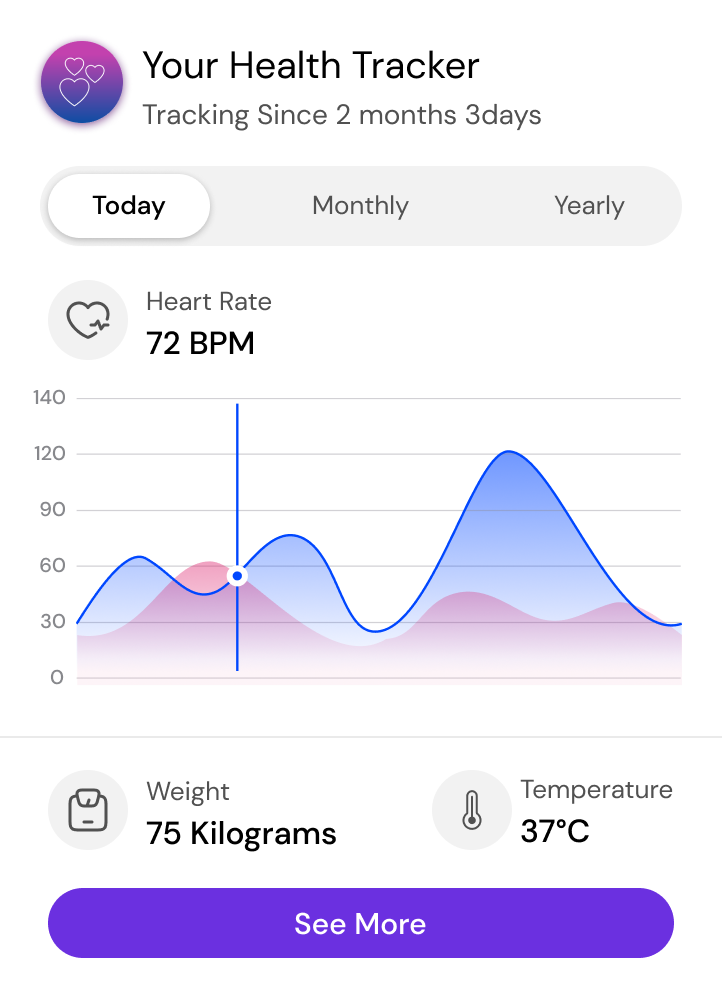 Your Health Tracker
Tracking Since 2 months 3days
Today Monthly Yearly
Heart Rate
72 BPM
140
120
90
60
30
0
Weight
75 Kilograms
Temperature
37°C
See More